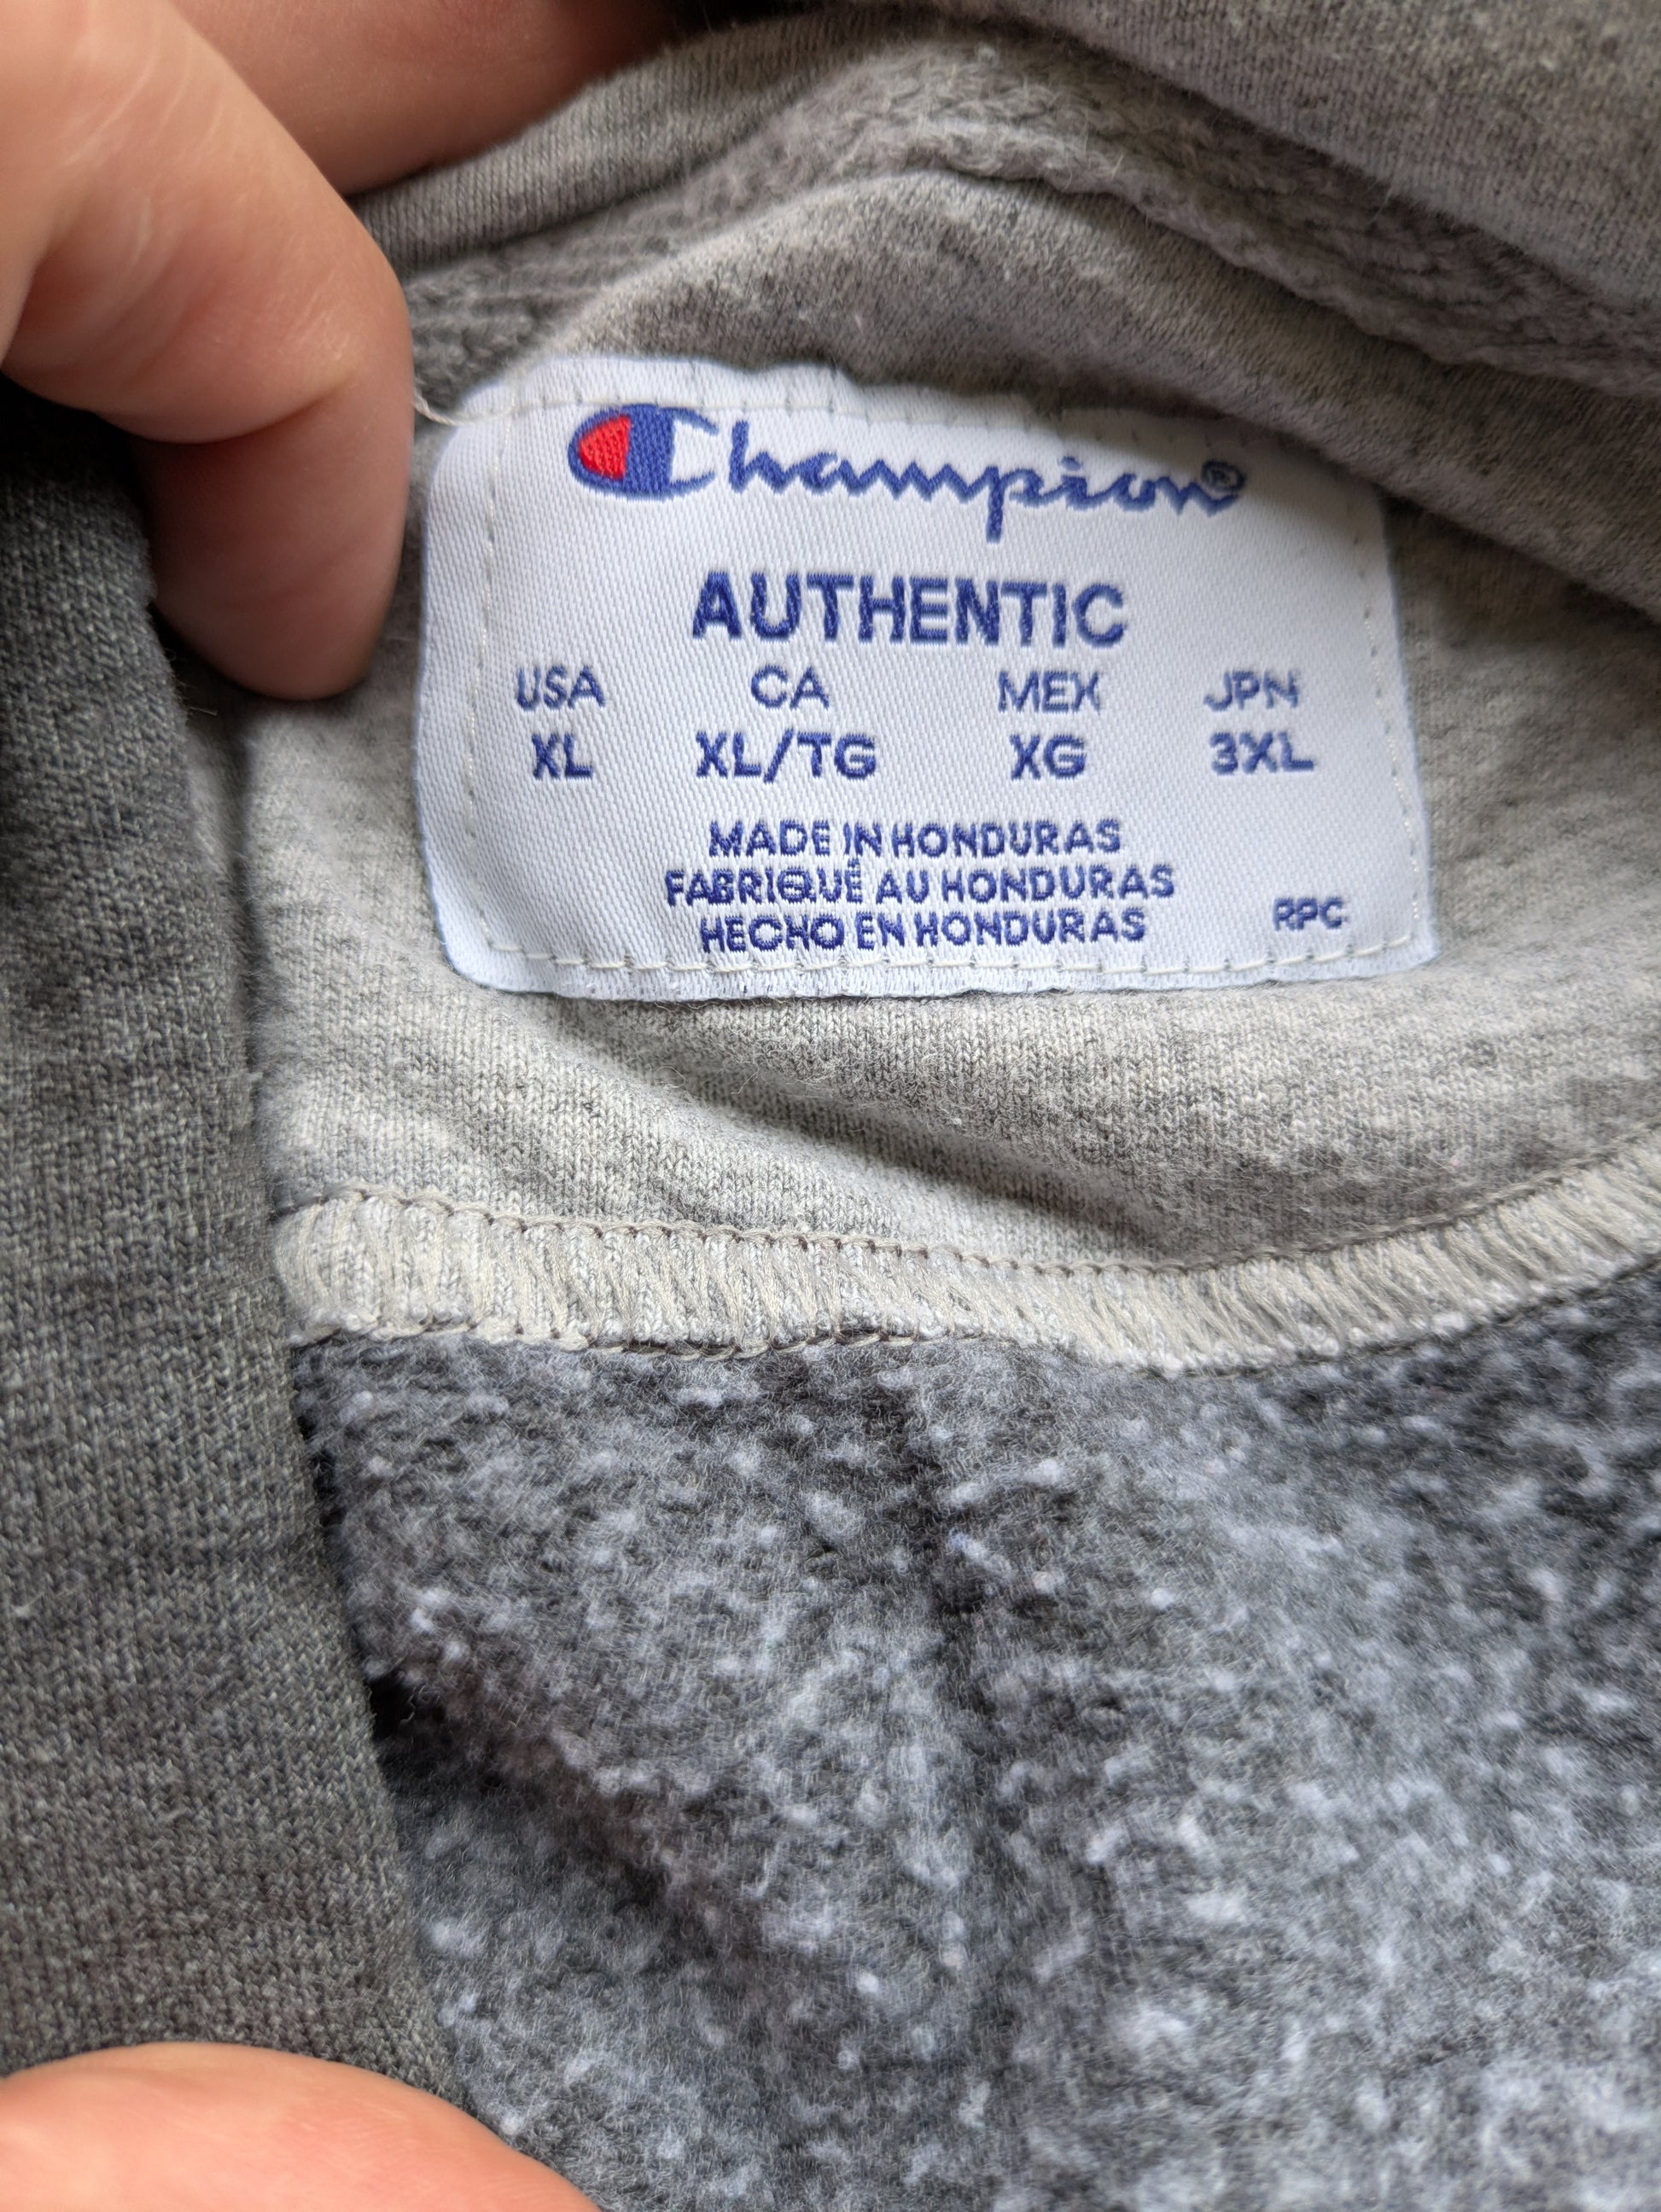 Champion®
AUTHENTIC
USA CA MEX JPN
XL XL/TG XG 3XL
MADE IN HONDURAS
FABRIQUÉ AU HONDURAS
HECHO EN HONDURAS RPC